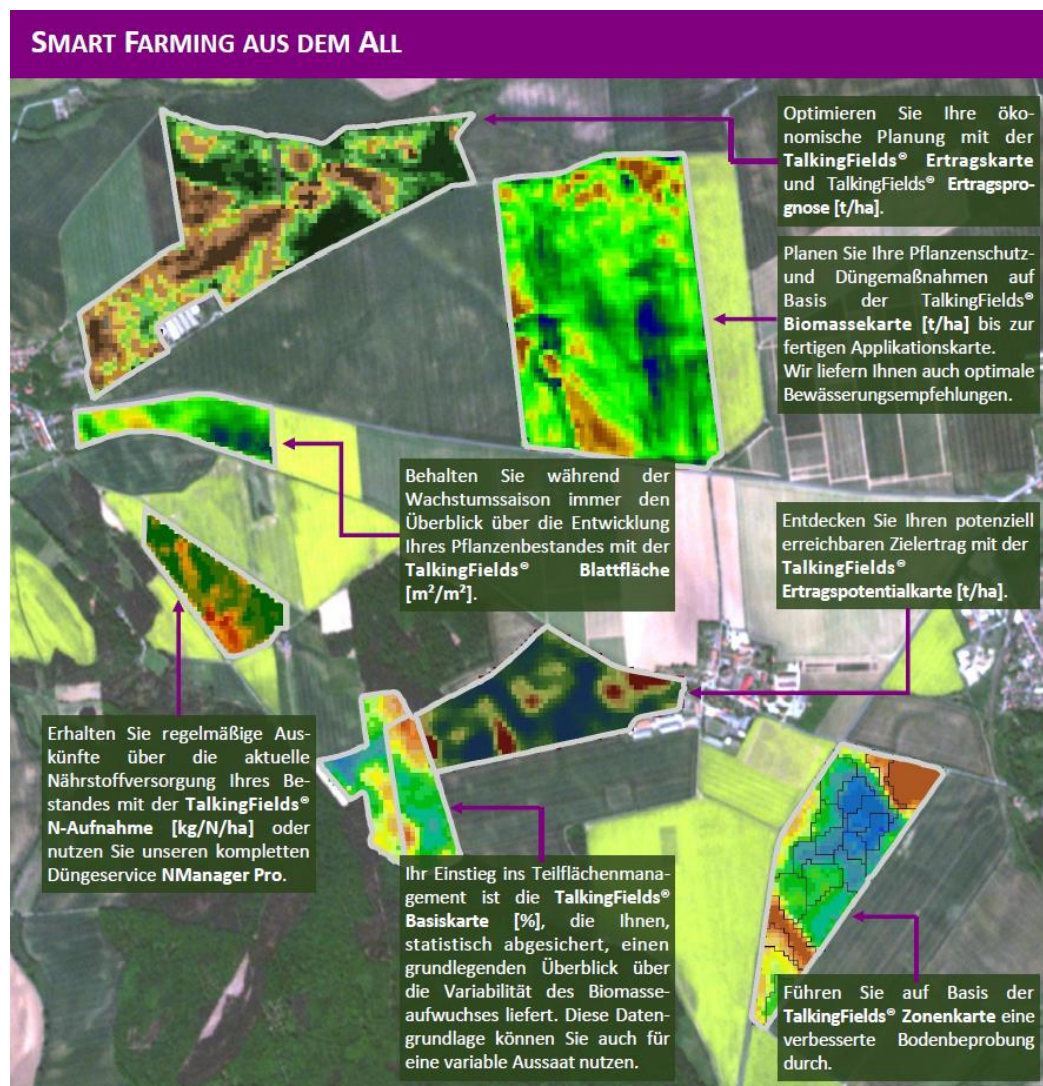 SMART FARMING AUS DEM ALL
Optimieren Sie Ihre öko-
nomische Planung mit der
TalkingFields® Ertragskarte
und TalkingFields® Ertragspro-
gnose [t/ha].
Planen Sie Ihre Pflanzenschutz-
und Düngemaßnahmen auf
Basis der TalkingFields®
Biomassekarte [t/ha] bis zur
fertigen Applikationskarte.
Wir liefern Ihnen auch optimale
Bewässerungsempfehlungen.
Behalten Sie während der
Wachstumssaison immer den
Überblick über die Entwicklung
Ihres Pflanzenbestandes mit der
TalkingFields® Blattfläche
[m²/m²].
Entdecken Sie Ihren potenziell
erreichbaren Zielertrag mit der
TalkingFields®
Ertragspotentialkarte [t/ha].
Erhalten Sie regelmäßige Aus-
künfte über die aktuelle
Nährstoffversorgung Ihres Be-
standes mit der TalkingFields®
N-Aufnahme [kg/N/ha] oder
nutzen Sie unseren kompletten
Düngeservice NManager Pro.
Ihr Einstieg ins Teilflächenmana-
gement ist die TalkingFields®
Basiskarte [%], die Ihnen,
statistisch abgesichert, einen
grundlegenden Überblick über
die Variabilität des Biomasse-
aufwuchses liefert. Diese Daten-
grundlage können Sie auch für
eine variable Aussaat nutzen.
Führen Sie auf Basis der
TalkingFields® Zonenkarte eine
verbesserte Bodenbeprobung
durch.